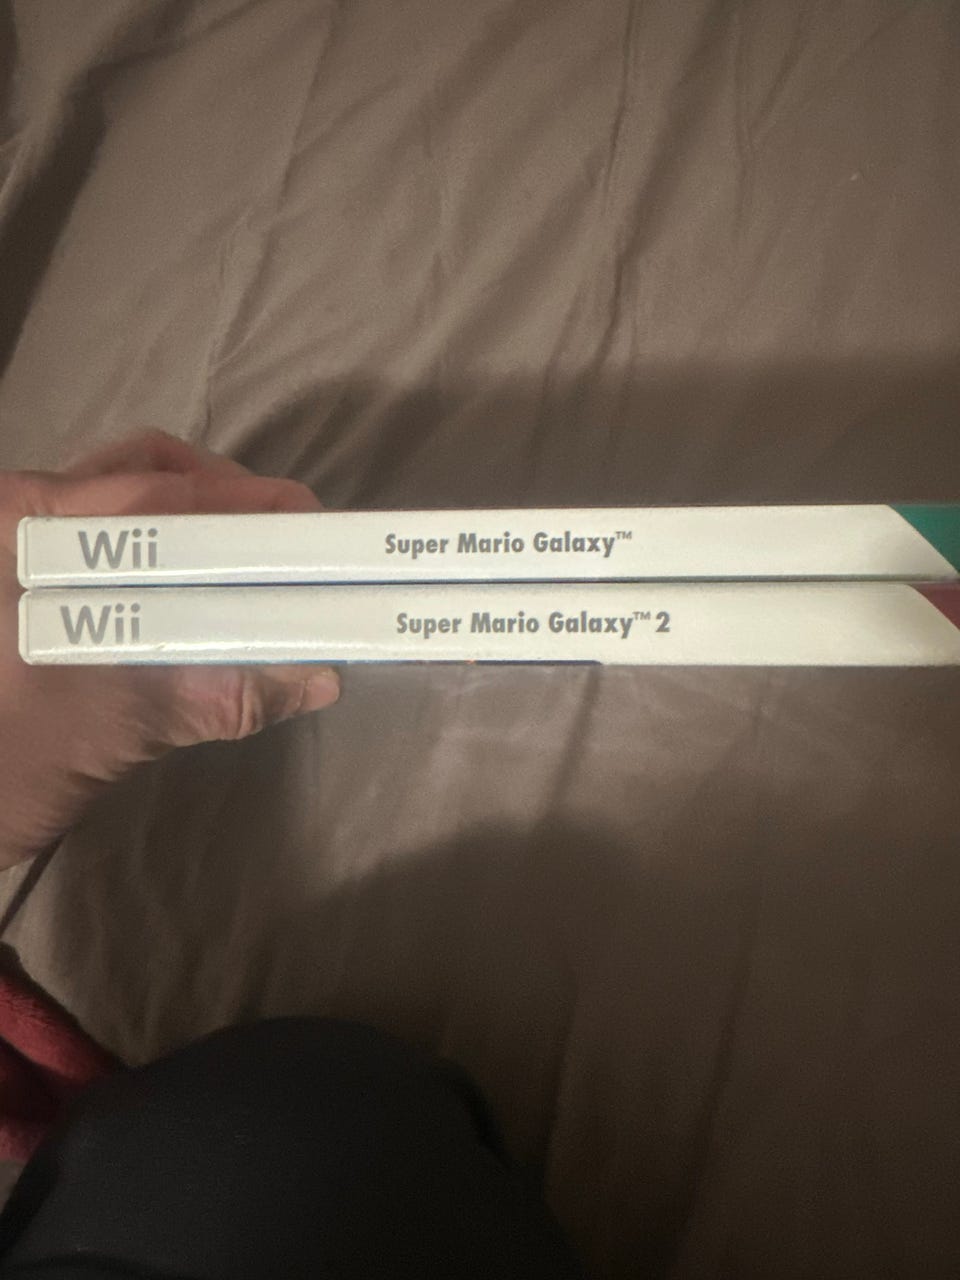 Wii Super Mario Galaxy™
Wii Super Mario Galaxy™ 2